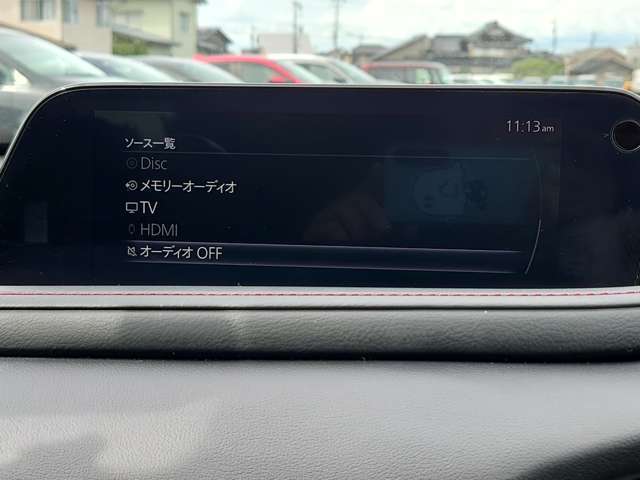 11:13am
ソース一覧
Disc
メモリーオーディオ
TV
HDMI
オーディオ OFF